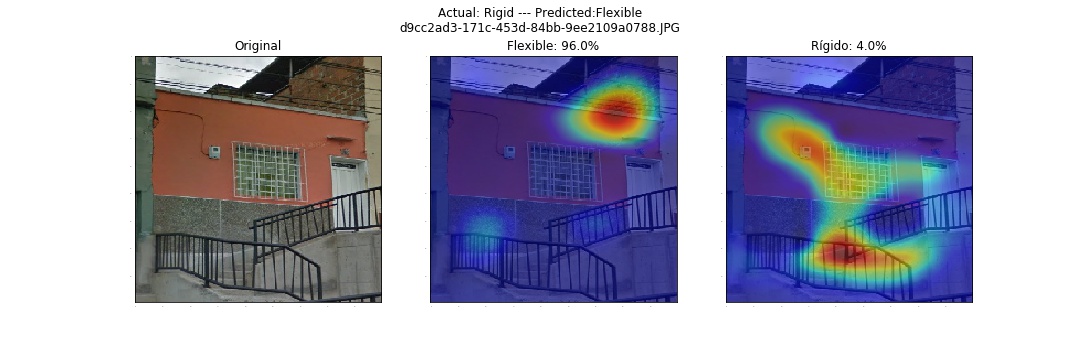 Actual: Rigid --- Predicted:Flexible
d9cc2ad3-171c-453d-84bb-9ee2109a0788.JPG
Original
Flexible: 96.0%
Rígido: 4.0%